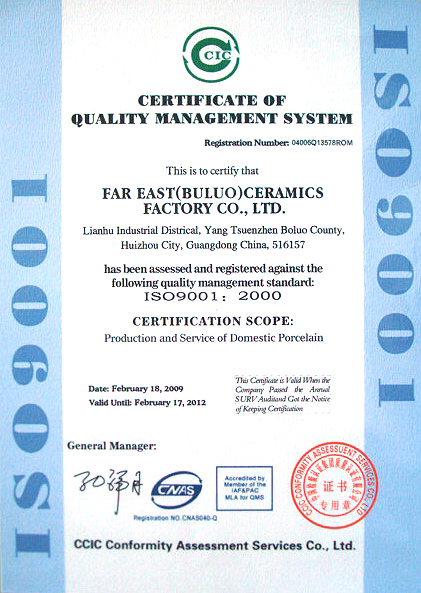 CCIC
CERTIFICATE OF
QUALITY MANAGEMENT SYSTEM
Registration Number: 04006Q13578ROM
This is to certify that
FAR EAST(BULUO)CERAMICS
FACTORY CO., LTD.
Lianhu Industrial Districal, Yang Tsuenzhen Boluo County,
Huizhou City, Guangdong China, 516157
has been assessed and registered against the
following quality management standard:
ISO9001: 2000
CERTIFICATION SCOPE:
Production and Service of Domestic Porcelain
Date: February 18, 2009
Valid Until: February 17, 2012
This Certificate is Valid When the
Company Passed the Annual
SURV Auditand Got the Notice
of Keeping Certification
General Manager:
CNAS
Accredited by
Member of the
IAF&PAC
MLA for QMS
Registration NO.CNAS040-Q
CCIC CONFORMITY ASSESSUENT SERVICES CO., LTD.
证书
专用章
CCIC Conformity Assessment Services Co., Ltd.
ISO9001
ISO9001